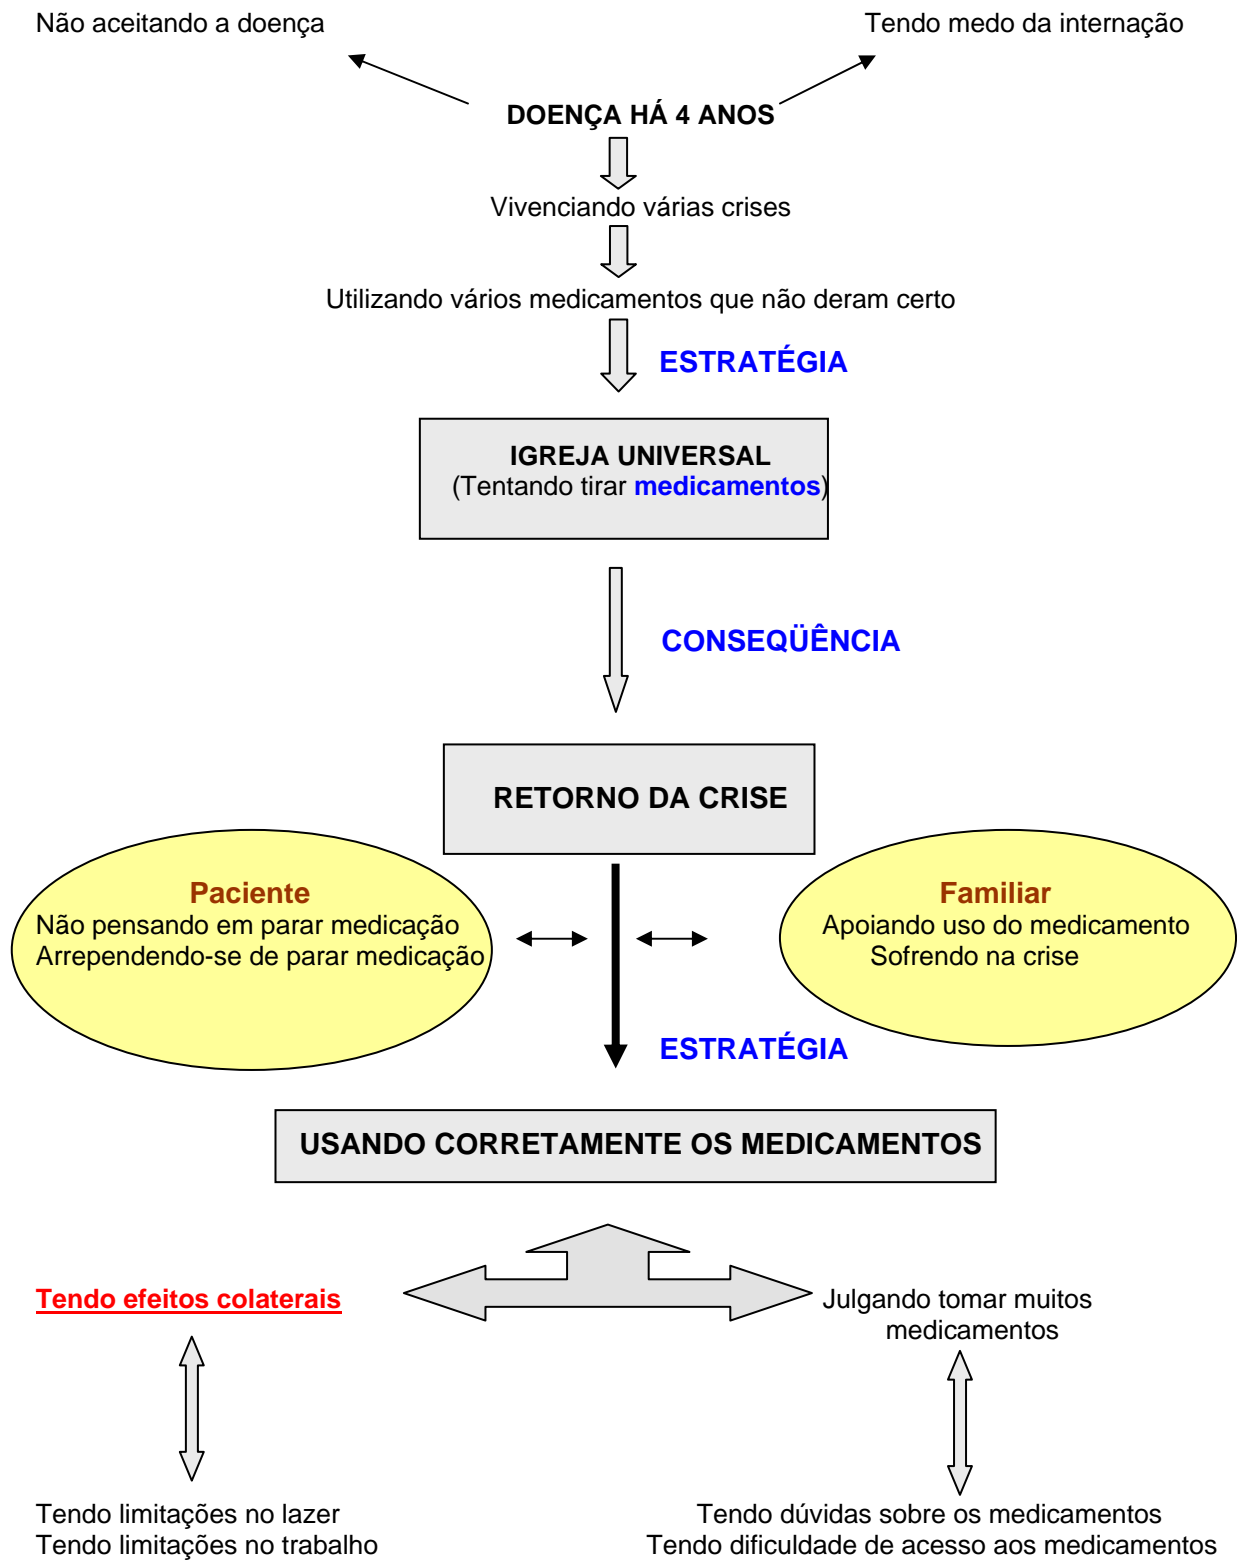 Não aceitando a doença
Tendo medo da internação
DOENÇA HÁ 4 ANOS
Vivenciando várias crises
Utilizando vários medicamentos que não deram certo
ESTRATÉGIA
IGREJA UNIVERSAL
(Tentando tirar medicamentos)
CONSEQÜÊNCIA
RETORNO DA CRISE
Paciente
Não pensando em parar medicação
Arrependendo-se de parar medicação
Familiar
Apoiando uso do medicamento
Sofrendo na crise
ESTRATÉGIA
USANDO CORRETAMENTE OS MEDICAMENTOS
Tendo efeitos colaterais
Julgando tomar muitos
medicamentos
Tendo limitações no lazer
Tendo limitações no trabalho
Tendo dúvidas sobre os medicamentos
Tendo dificuldade de acesso aos medicamentos